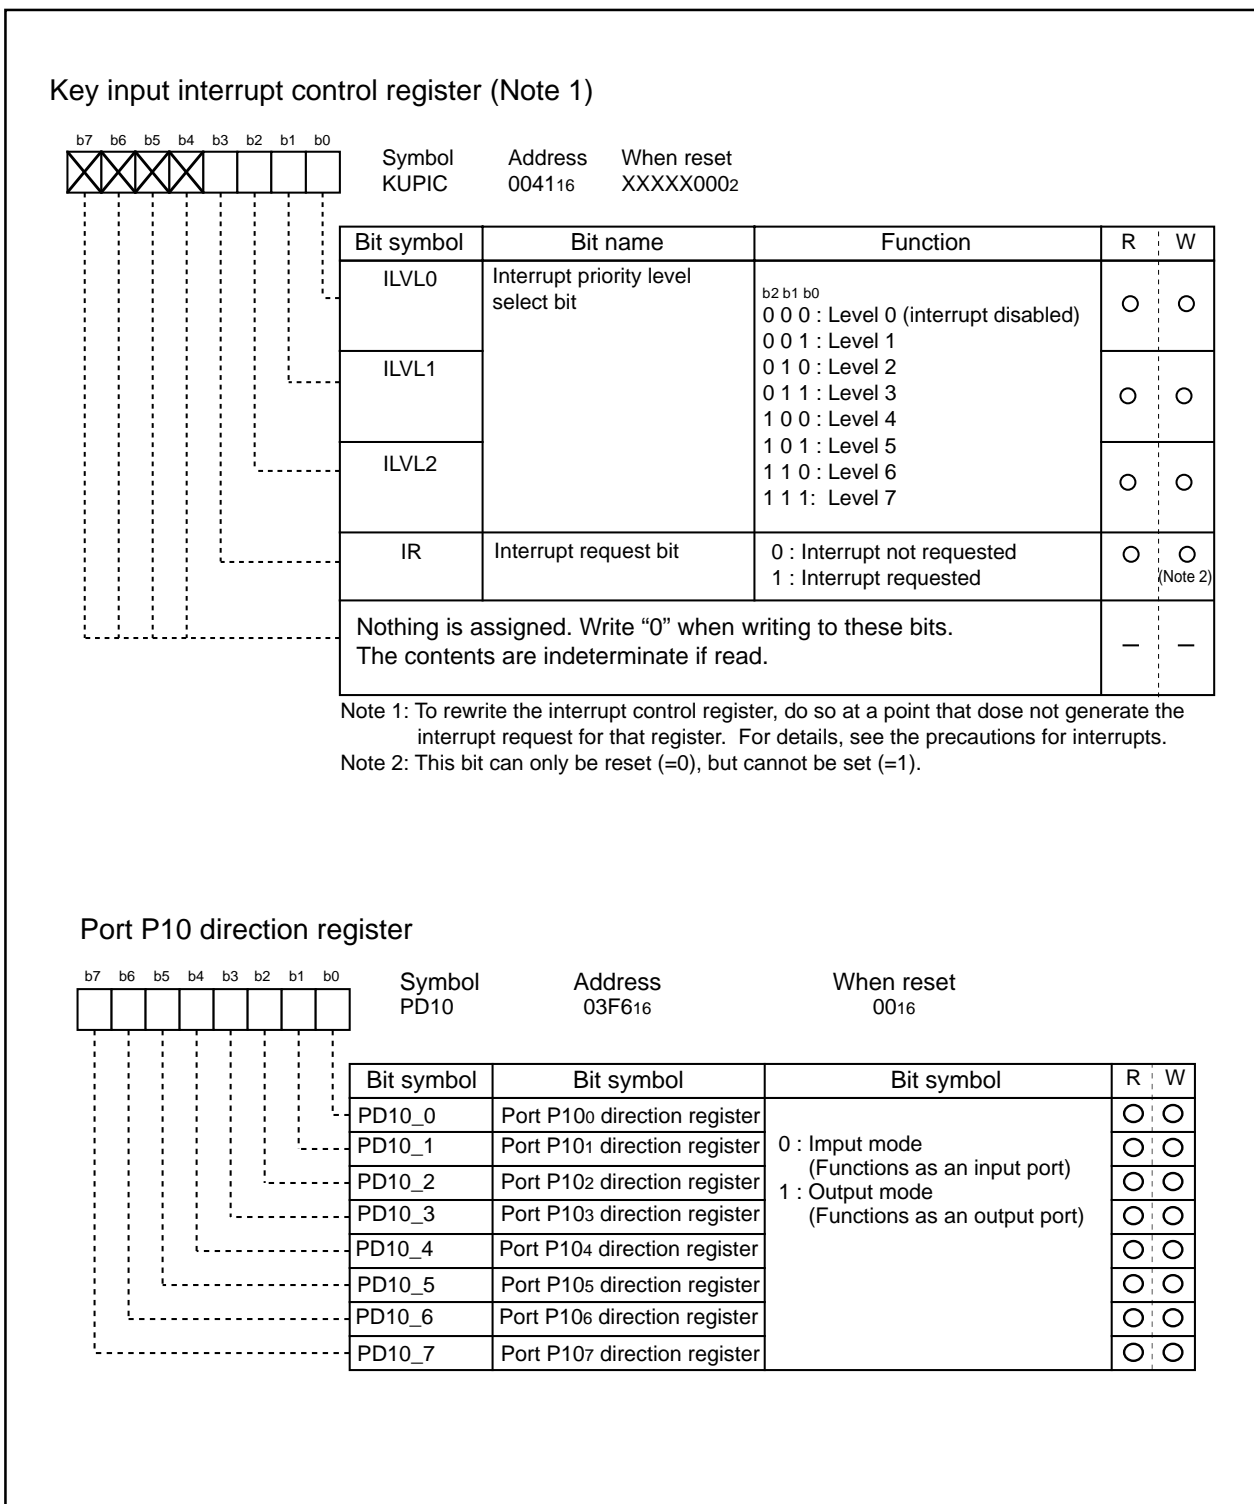 Key input interrupt control register (Note 1)
b7 b6 b5 b4 b3 b2 b1 b0
Symbol Address When reset
KUPIC 004116 XXXXX0002
Bit symbol Bit name Function R W
ILVL0 Interrupt priority level
select bit
b2 b1 b0
0 0 0 : Level 0 (interrupt disabled)
0 0 1 : Level 1
ILVL1 0 1 0 : Level 2
0 1 1 : Level 3
1 0 0 : Level 4
1 0 1 : Level 5
ILVL2 1 1 0 : Level 6
1 1 1: Level 7
IR Interrupt request bit 0 : Interrupt not requested
1 : Interrupt requested (Note 2)
Nothing is assigned. Write “0” when writing to these bits.
The contents are indeterminate if read. – –
Note 1: To rewrite the interrupt control register, do so at a point that dose not generate the
interrupt request for that register. For details, see the precautions for interrupts.
Note 2: This bit can only be reset (=0), but cannot be set (=1).
Port P10 direction register
b7 b6 b5 b4 b3 b2 b1 b0
Symbol Address When reset
PD10 03F616 0016
Bit symbol Bit symbol Bit symbol R W
PD10_0 Port P100 direction register
PD10_1 Port P101 direction register 0 : Imput mode
(Functions as an input port)
PD10_2 Port P102 direction register 1 : Output mode
PD10_3 Port P103 direction register (Functions as an output port)
PD10_4 Port P104 direction register
PD10_5 Port P105 direction register
PD10_6 Port P106 direction register
PD10_7 Port P107 direction register